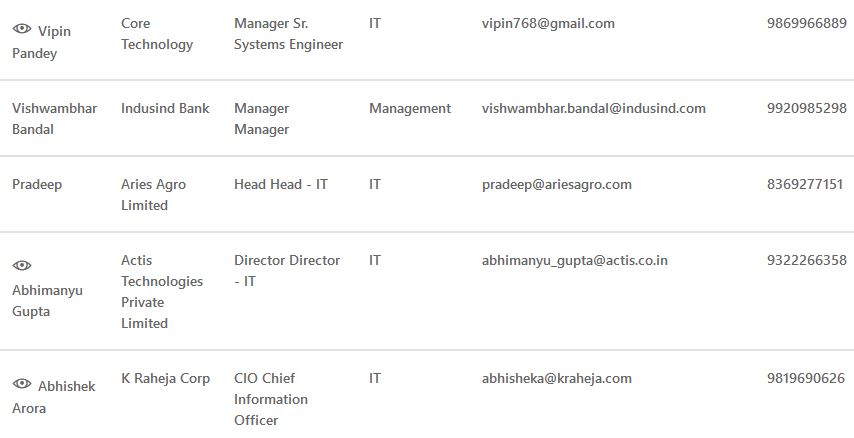 Vipin Pandey Core Technology Manager Sr. Systems Engineer IT vipin768@gmail.com 9869966889
Vishwambhar Bandal Indusind Bank Manager Manager Management vishwambhar.bandal@indusind.com 9920985298
Pradeep Aries Agro Limited Head Head - IT IT pradeep@ariesagro.com 8369277151
Abhimanyu Gupta Actis Technologies Private Limited Director Director - IT IT abhimanyu_gupta@actis.co.in 9322266358
Abhishek Arora K Raheja Corp CIO Chief Information Officer IT abhisheka@kraheja.com 9819690626